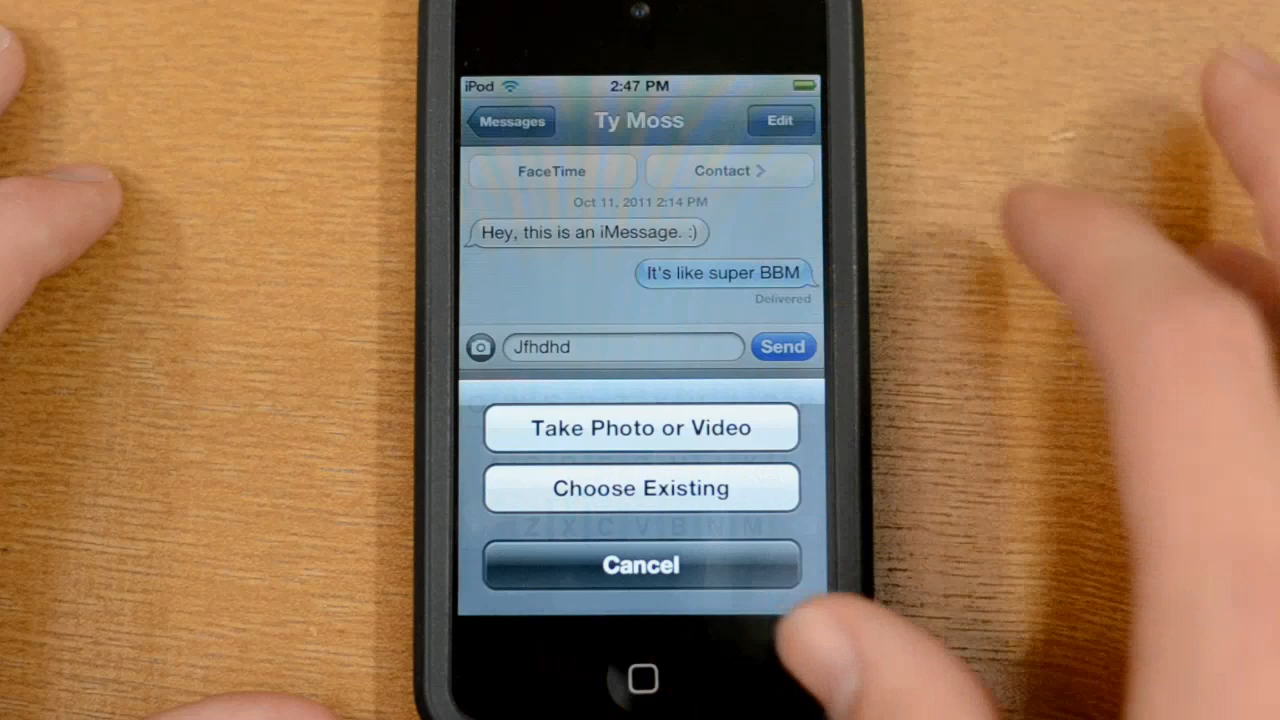 iPod 2:47 PM
Messages Ty Moss Edit
FaceTime Contact
Oct 11, 2011 2:14 PM
Hey, this is an iMessage. :)
It's like super BBM
Delivered
Jfhdhd Send
Take Photo or Video
Choose Existing
Z X C V B N M
Cancel